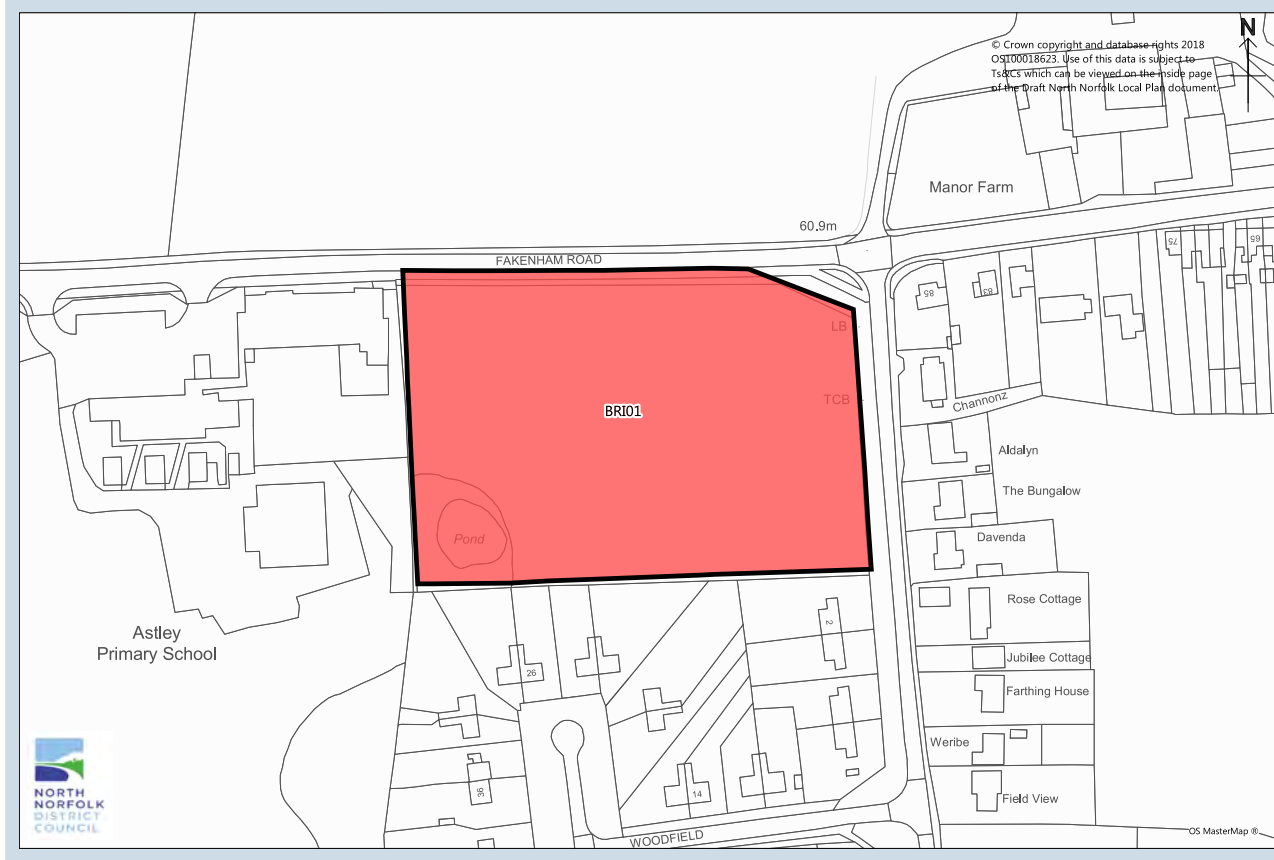 N
© Crown copyright and database rights 2018
OS100018623. Use of this data is subject to
Ts&Cs which can be viewed on the inside page
of the Draft North Norfolk Local Plan document.
Manor Farm
60.9m
FAKENHAM ROAD
75
65
85
83
LB
TCB
BRI01
Channonz
Aldalyn
The Bungalow
Pond
Davenda
Rose Cottage
2
Astley
Primary School
Jubilee Cottage
26
Farthing House
Weribe
36
14
Field View
NORTH
NORFOLK
DISTRICT
COUNCIL
WOODFIELD
OS MasterMap ®